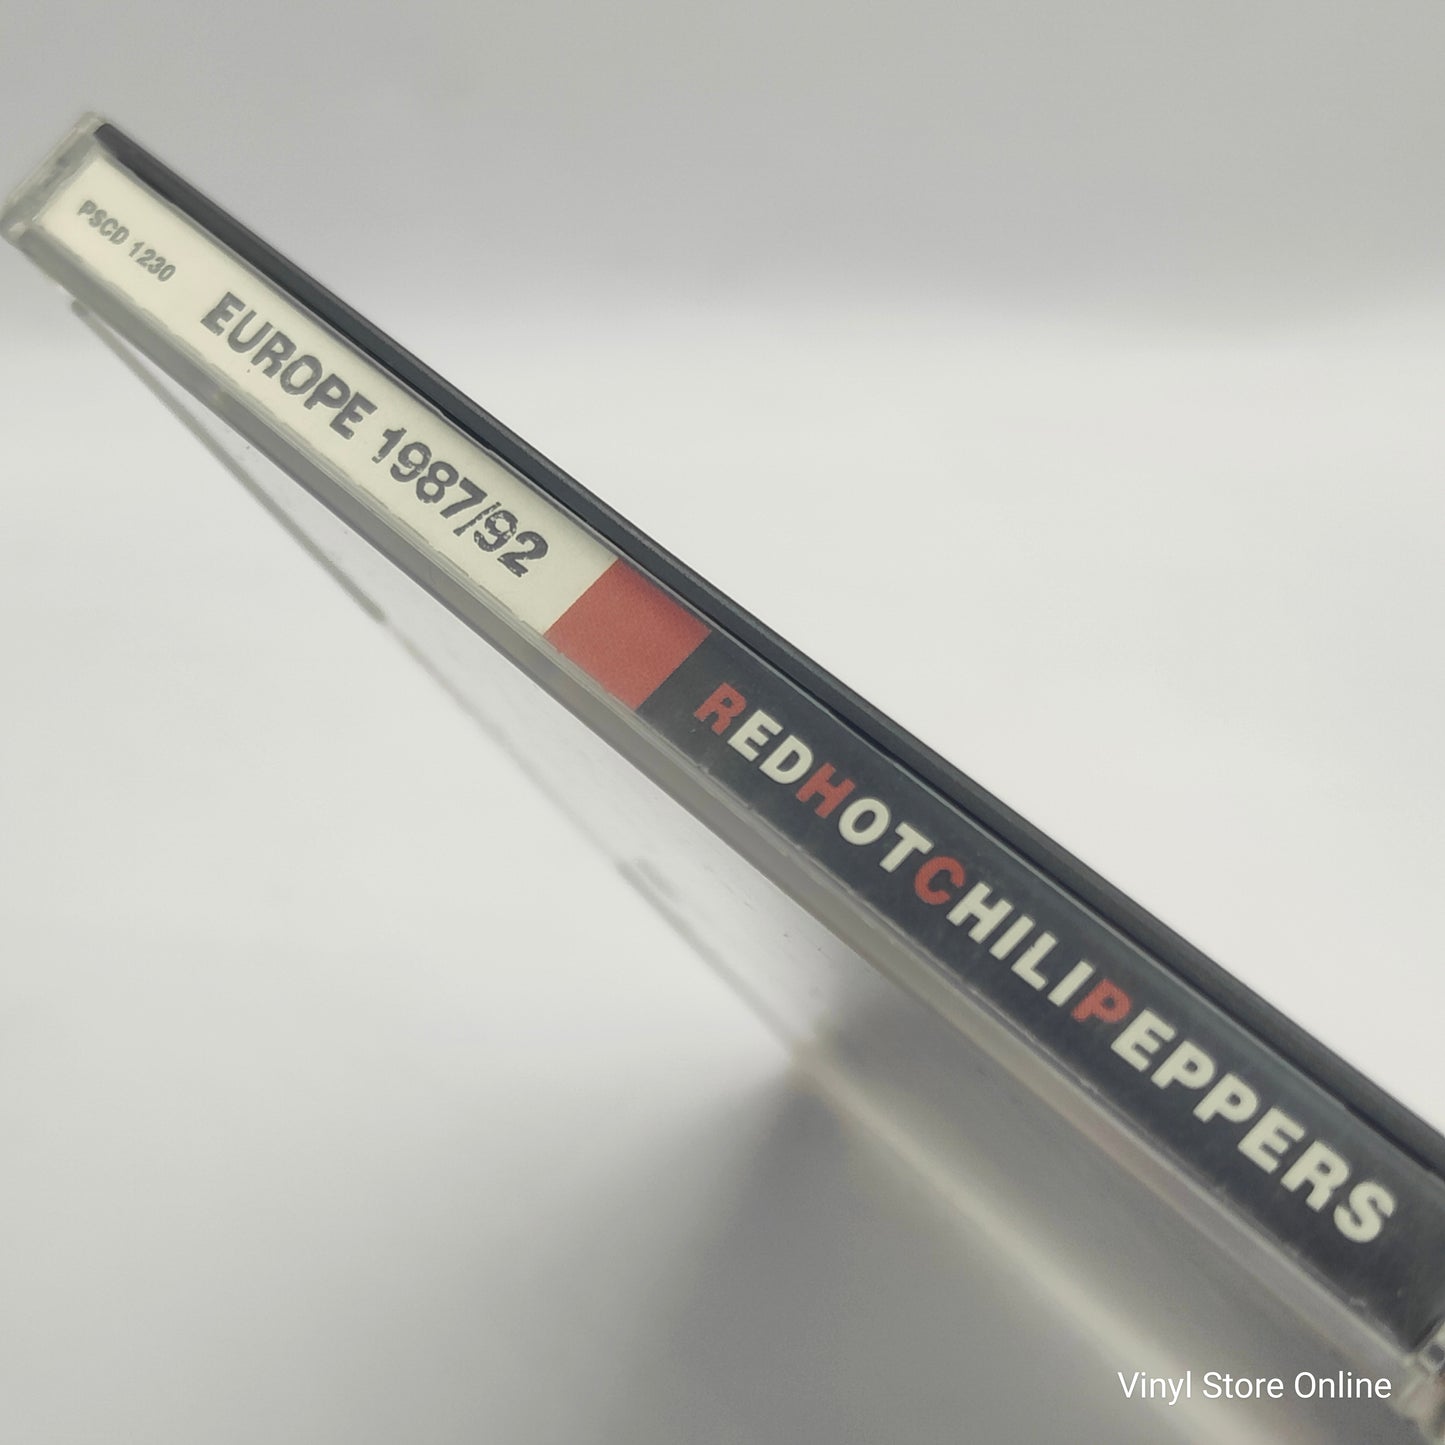 PSCD 1230 EUROPE 1987/92 REDHOTCHILIPEPPERS
Vinyl Store Online